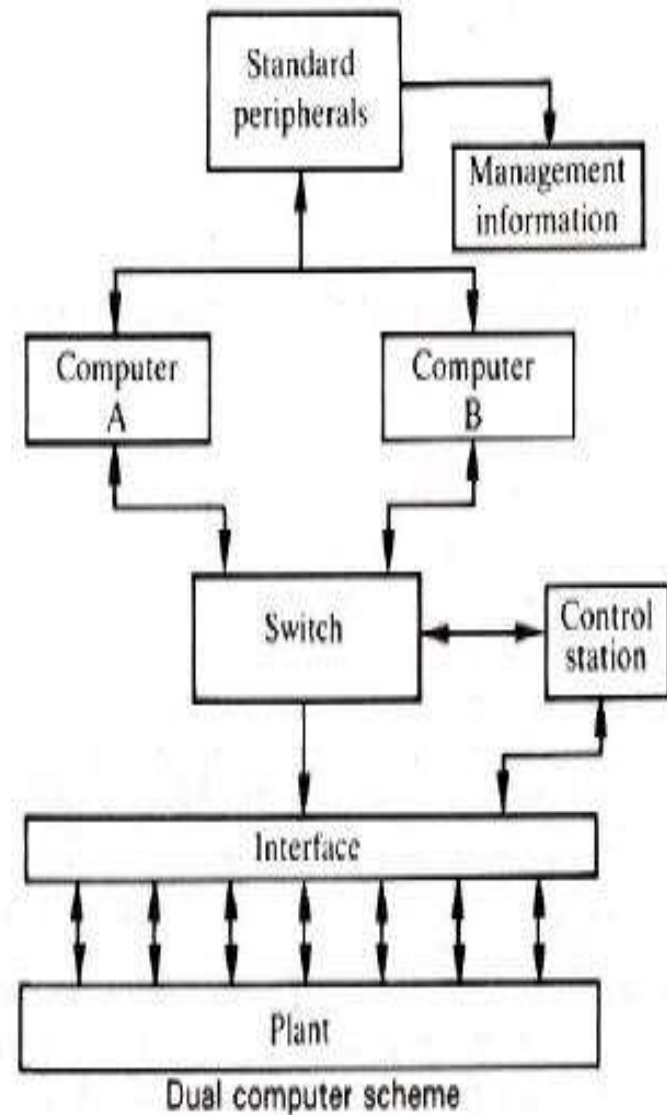 Standard
peripherals
Management
information
Computer
A
Computer
B
Switch
Control
station
Interface
Plant
Dual computer scheme